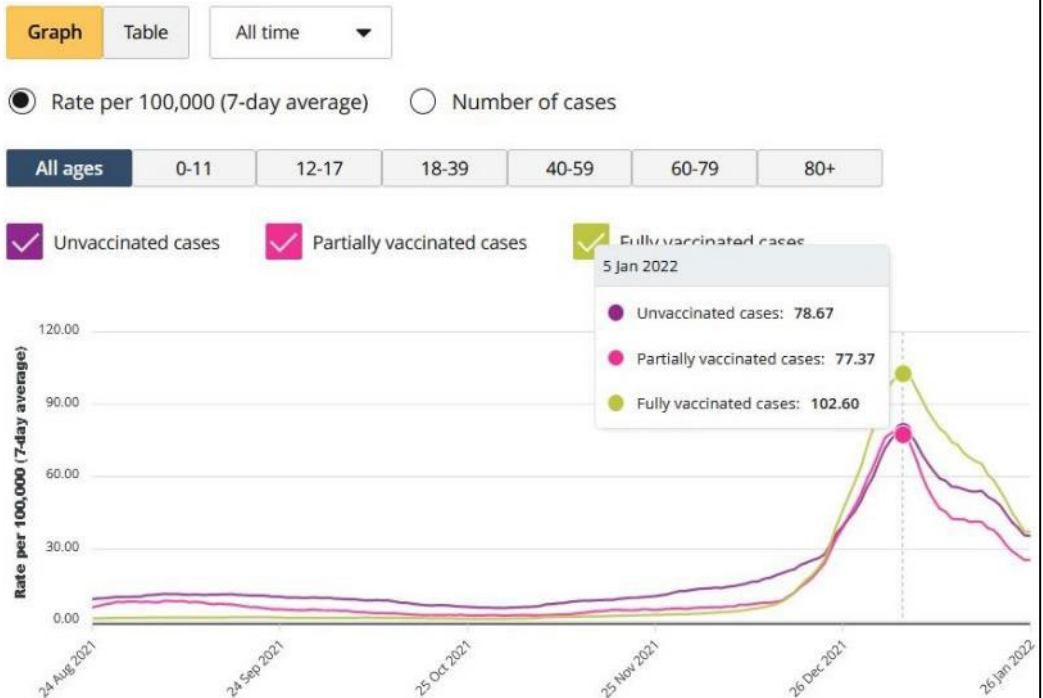 Graph Table All time
Rate per 100,000 (7-day average) Number of cases
All ages 0-11 12-17 18-39 40-59 60-79 80+
Unvaccinated cases Partially vaccinated cases Fully vaccinated cases
5 Jan 2022
Unvaccinated cases: 78.67
Partially vaccinated cases: 77.37
Fully vaccinated cases: 102.60
Rate per 100,000 (7-day average)
120.00
90.00
60.00
30.00
0.00
24 Aug 2021 24 Sep 2021 25 Oct 2021 25 Nov 2021 26 Dec 2021 26 Jan 2022